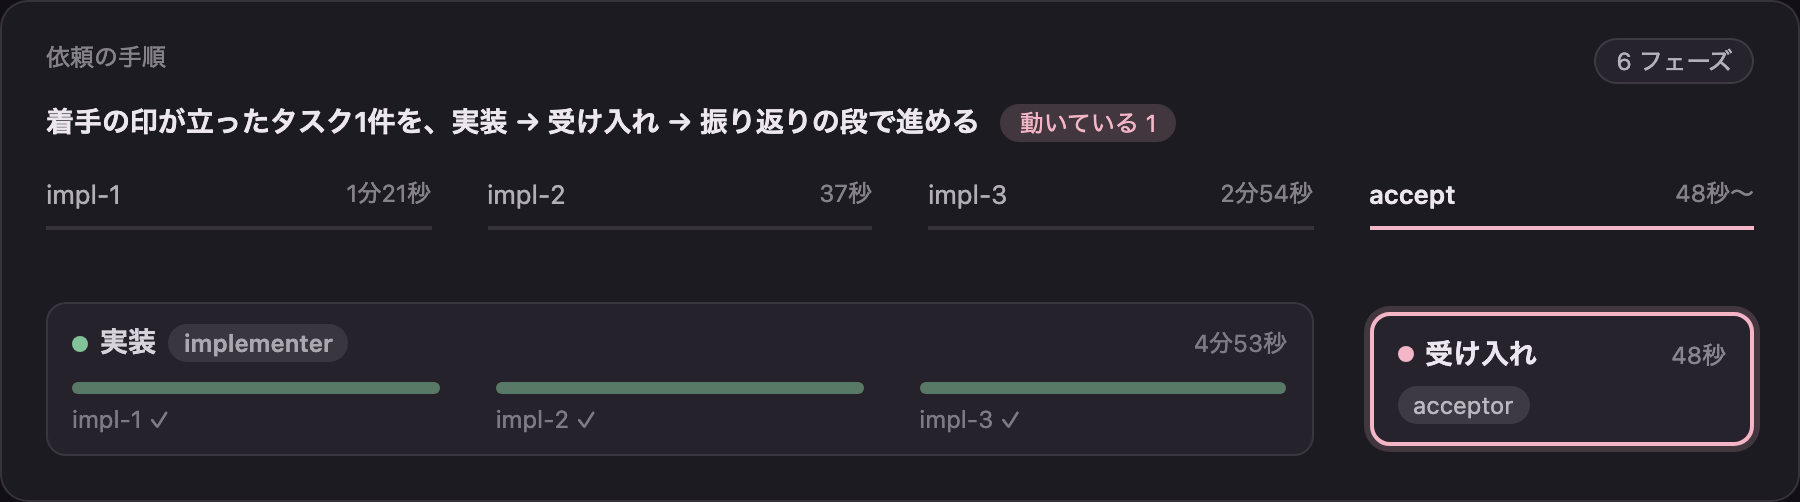 依頼の手順
6 フェーズ
着手の印が立ったタスク1件を、実装 → 受け入れ → 振り返りの段で進める 動いている 1
impl-1 1分21秒
impl-2 37秒
impl-3 2分54秒
accept 48秒〜
実装 implementer 4分53秒
impl-1 ✓
impl-2 ✓
impl-3 ✓
受け入れ 48秒
acceptor